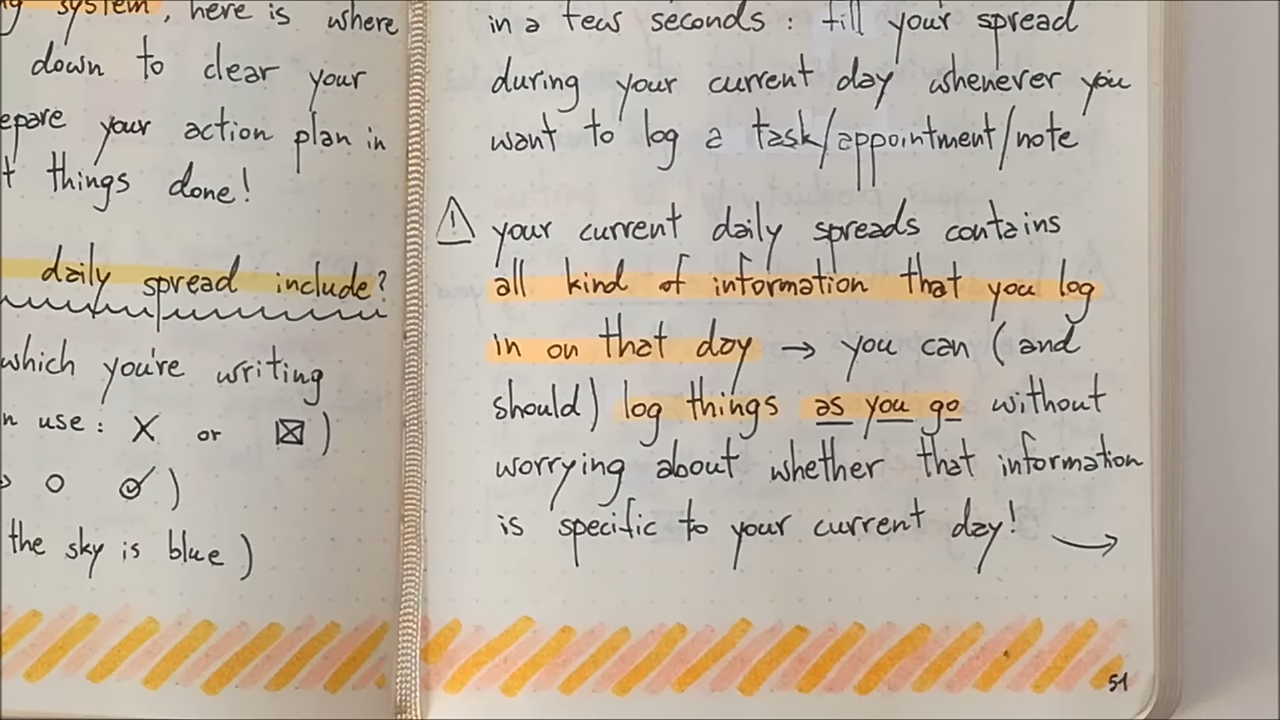 system, here is where
down to clear your
your action plan in
things done!
daily spread include?
which you're writing
use: X or ☒)
)
the sky is blue)
in a few seconds: fill your spread
during your current day whenever you
want to log a task/appointment/note
⚠ your current daily spreads contains
all kind of information that you log
in on that day → you can (and
should) log things as you go without
worrying about whether that information
is specific to your current day! →
51